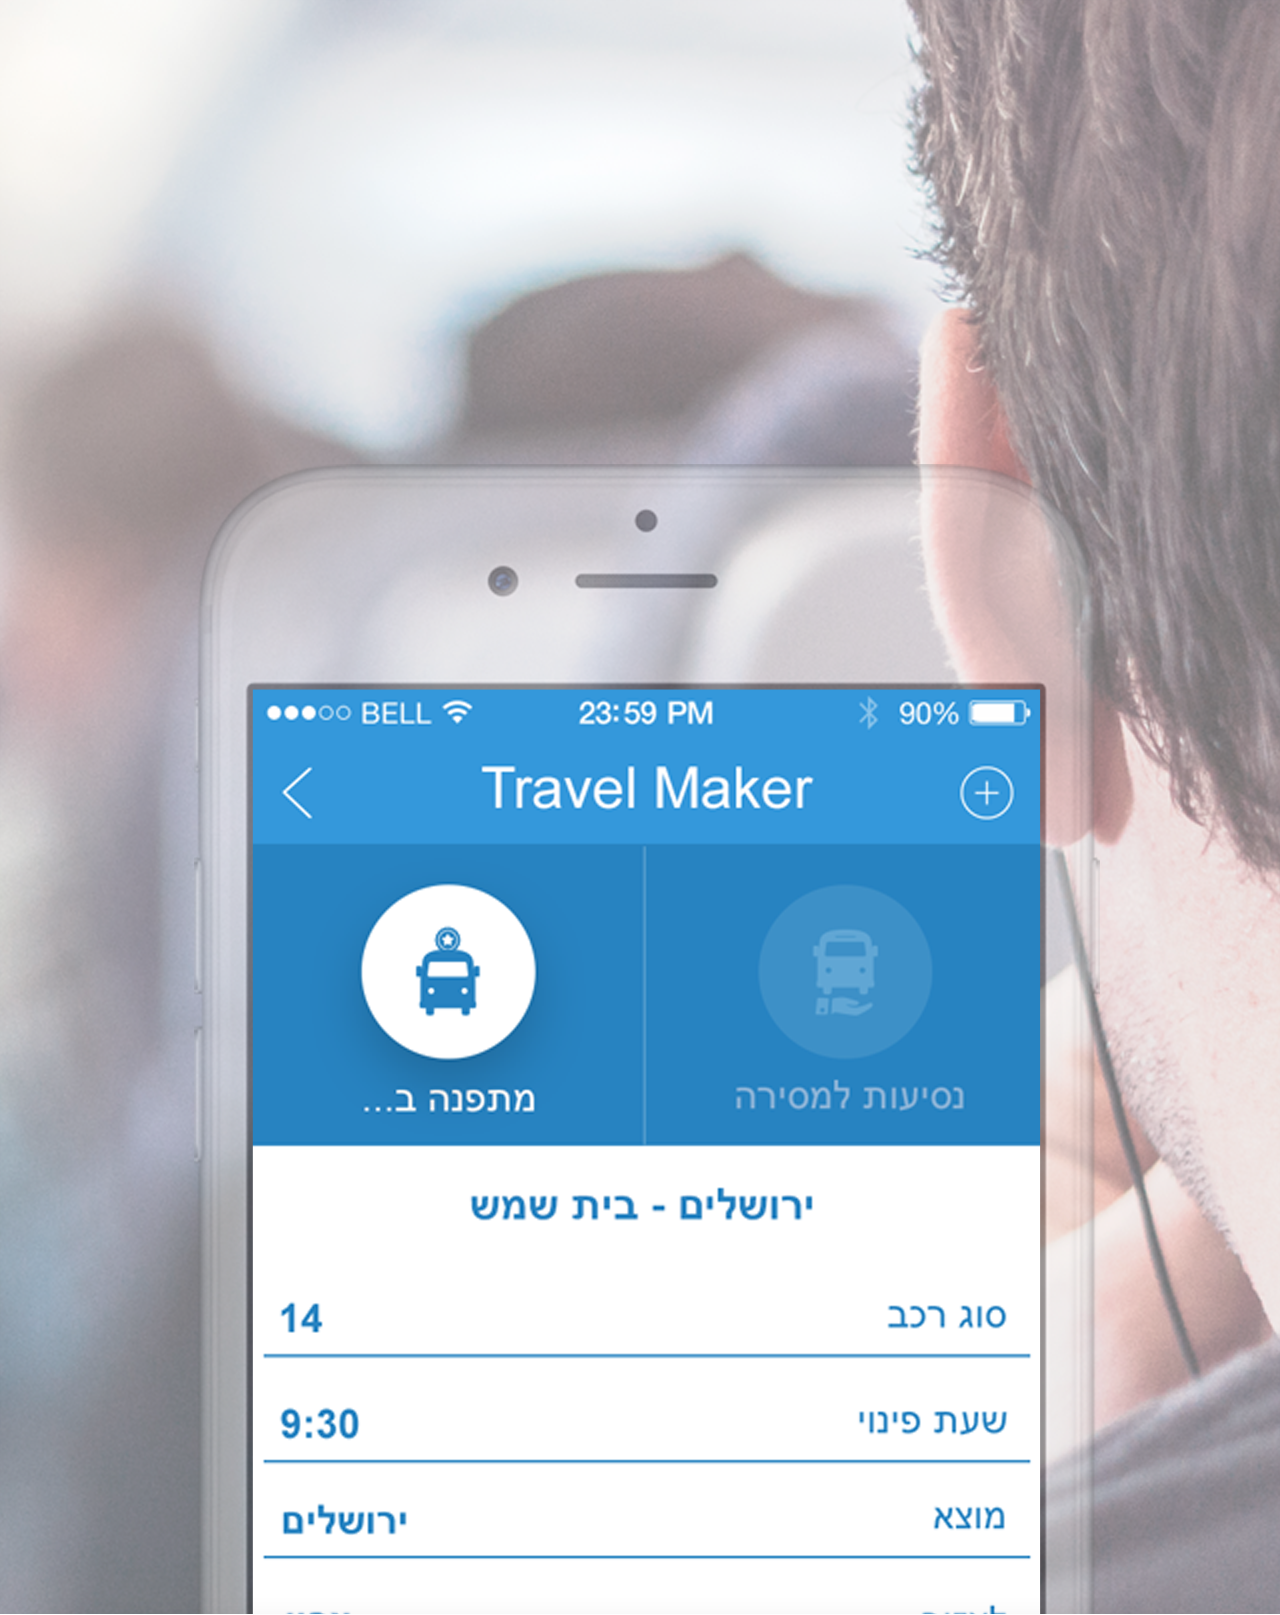 BELL 23:59 PM 90%
Travel Maker
נסיעות למסירה
מתפנה ב...
ירושלים - בית שמש
סוג רכב 14
שעת פינוי 9:30
מוצא ירושלים